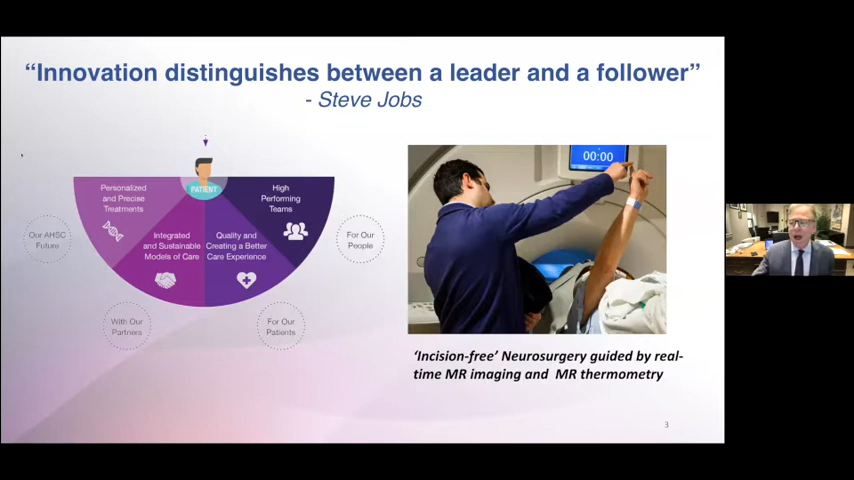 “Innovation distinguishes between a leader and a follower”
- Steve Jobs
PATIENT
Personalized
and Precise
Treatments
Integrated
and Sustainable
Models of Care
Quality and
Creating a Better
Care Experience
High
Performing
Teams
Our AHSC
Future
With Our
Partners
For Our
Patients
For Our
People
00:00
‘Incision-free’ Neurosurgery guided by real-
time MR imaging and MR thermometry
3